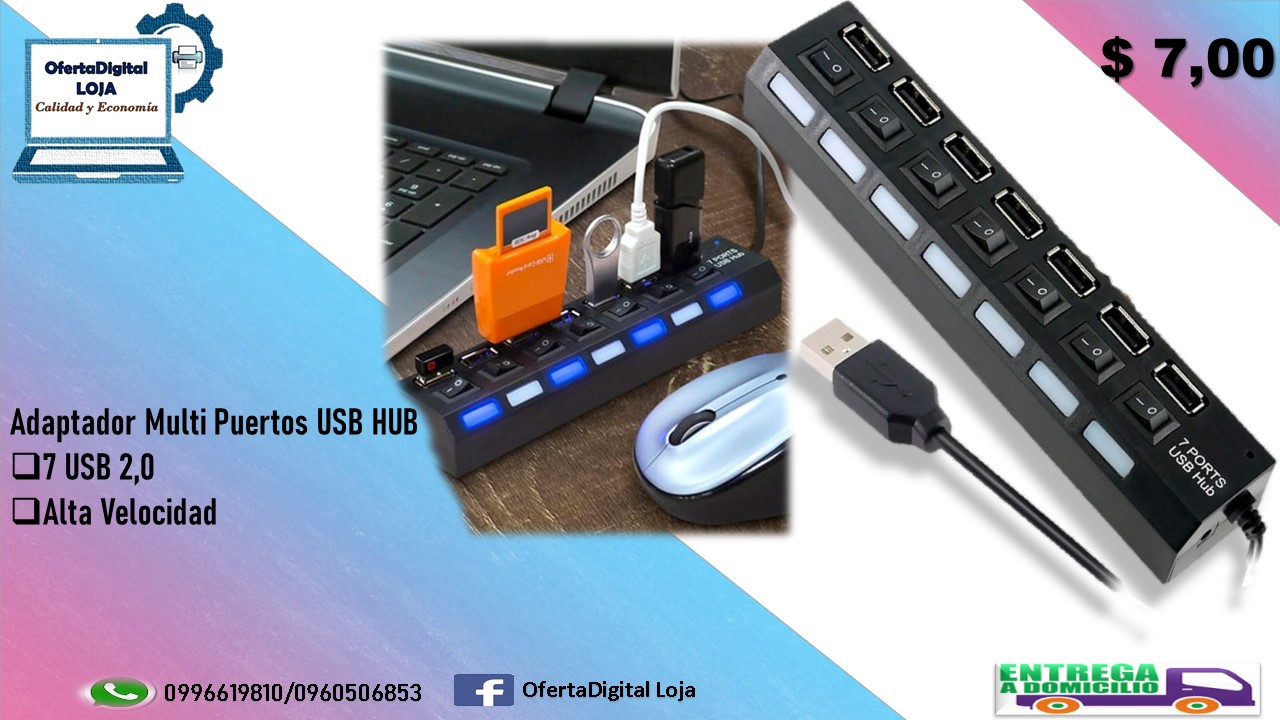 OfertaDigital
LOJA
Calidad y Economía
$ 7,00
7 PORTS
USB Hub
Adaptador Multi Puertos USB HUB
❑7 USB 2,0
❑Alta Velocidad
7 PORTS
USB Hub
0996619810/0960506853
OfertaDigital Loja
ENTREGA
A DOMICILIO